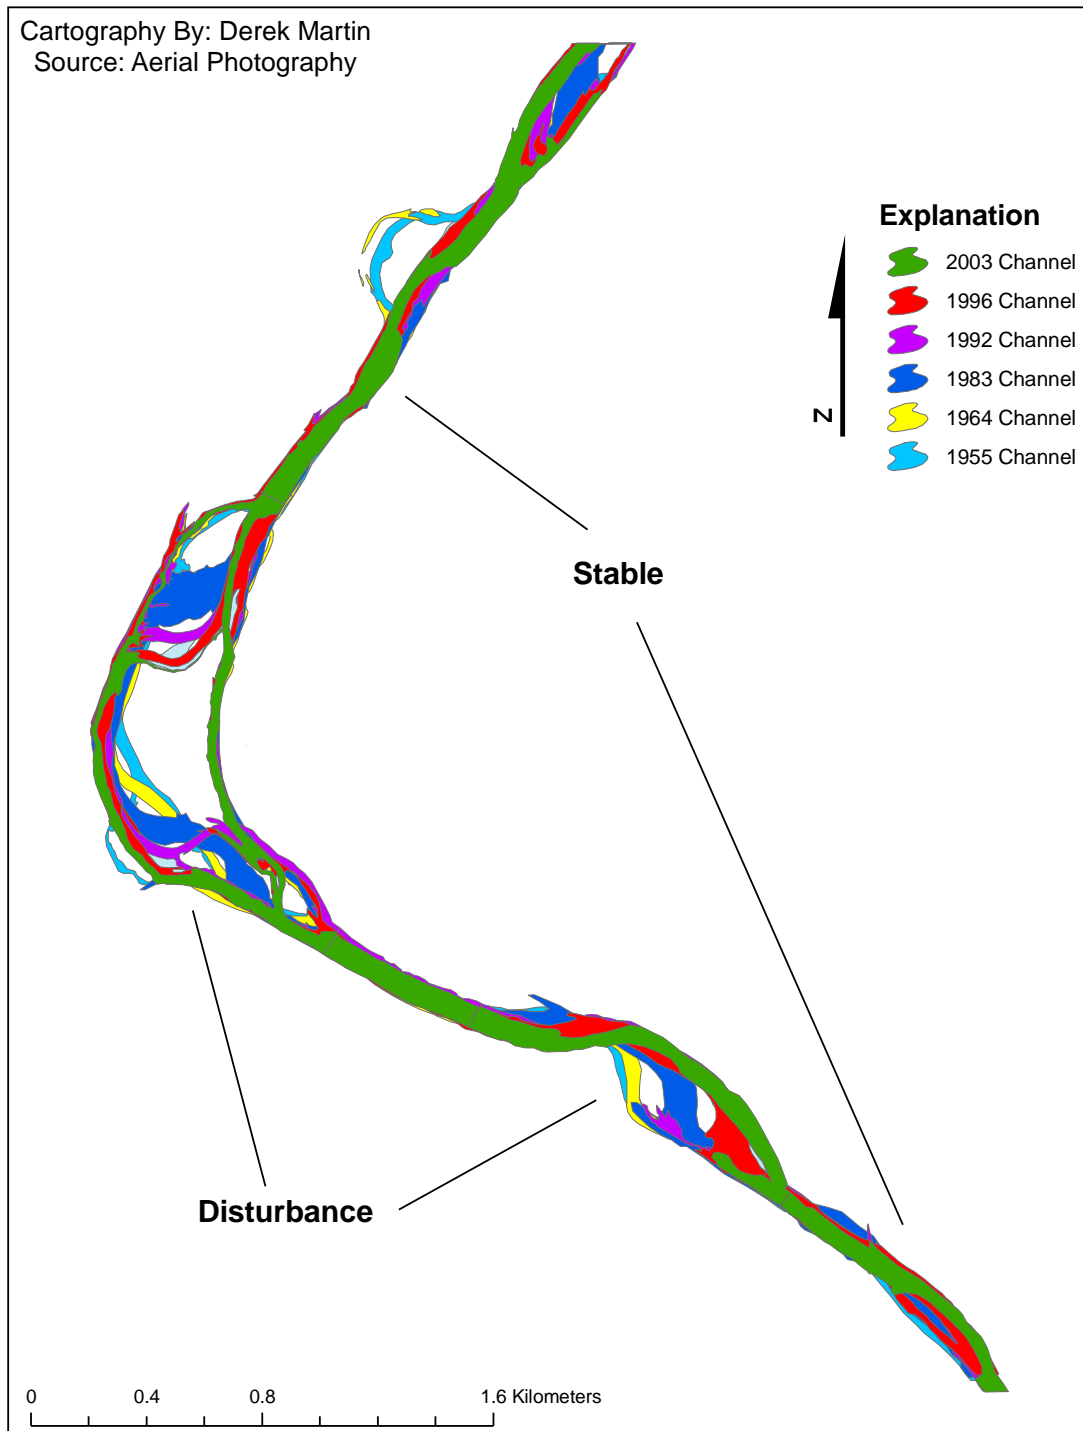 Cartography By: Derek Martin
Source: Aerial Photography
Explanation
2003 Channel
1996 Channel
1992 Channel
1983 Channel
1964 Channel
1955 Channel
N
Stable
Disturbance
0 0.4 0.8 1.6 Kilometers